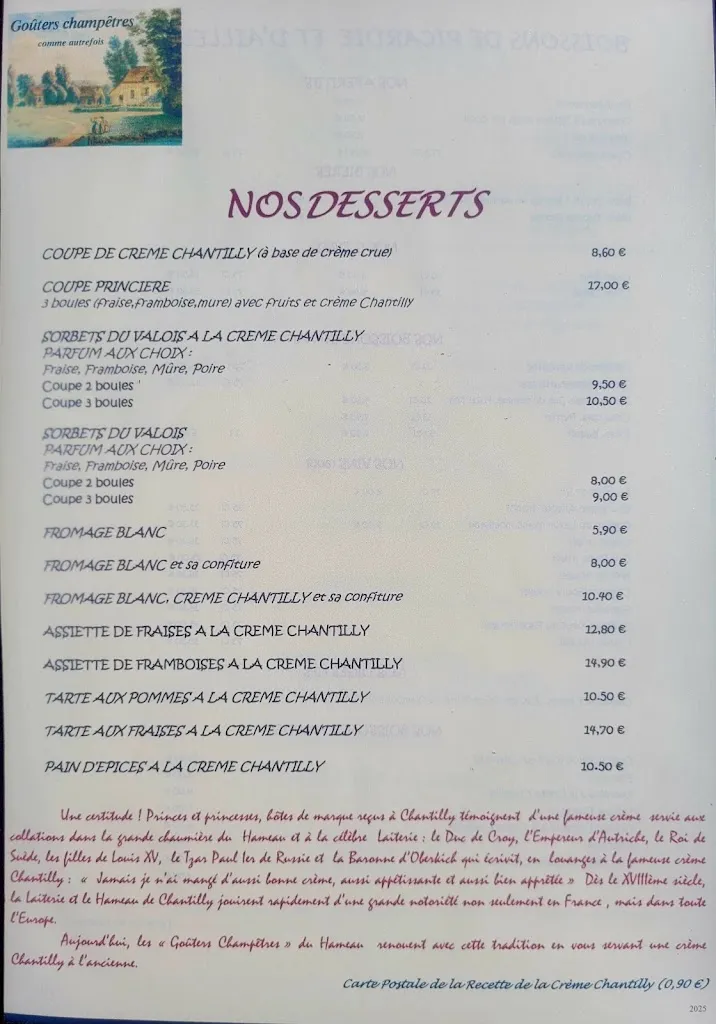 Goûters champêtres
comme autrefois
NOS DESSERTS
COUPE DE CREME CHANTILLY (à base de crème crue) 8,60 €
COUPE PRINCIERE 17,00 €
3 boules (fraise,framboise,mure) avec fruits et crème Chantilly
SORBETS DU VALOIS A LA CREME CHANTILLY
PARFUM AUX CHOIX :
Fraise, Framboise, Mûre, Poire
Coupe 2 boules 9,50 €
Coupe 3 boules 10,50 €
SORBETS DU VALOIS
PARFUM AUX CHOIX :
Fraise, Framboise, Mûre, Poire
Coupe 2 boules 8,00 €
Coupe 3 boules 9,00 €
FROMAGE BLANC 5,90 €
FROMAGE BLANC et sa confiture 8,00 €
FROMAGE BLANC, CREME CHANTILLY et sa confiture 10.40 €
ASSIETTE DE FRAISES A LA CREME CHANTILLY 12,80 €
ASSIETTE DE FRAMBOISES A LA CREME CHANTILLY 14,90 €
TARTE AUX POMMES A LA CREME CHANTILLY 10.50 €
TARTE AUX FRAISES A LA CREME CHANTILLY 14,70 €
PAIN D'EPICES A LA CREME CHANTILLY 10.50 €
Une certitude ! Princes et princesses, hôtes de marque reçus à Chantilly témoignent d'une fameuse crème servie aux
collations dans la grande chaumière du Hameau et à la célèbre Laiterie : le Duc de Croy, l'Empereur d'Autriche, le Roi de
Suède, les filles de Louis XV, le Tzar Paul Ier de Russie et la Baronne d'Oberkich qui écrivit, en louanges à la fameuse crème
Chantilly : « Jamais je n'ai mangé d'aussi bonne crème, aussi appétissante et aussi bien apprêtée » Dès le XVIIIème siècle,
la Laiterie et le Hameau de Chantilly jouirent rapidement d'une grande notoriété non seulement en France , mais dans toute
l'Europe.
Aujourd'hui, les « Goûters Champêtres » du Hameau renouent avec cette tradition en vous servant une crème
Chantilly à l'ancienne.
Carte Postale de la Recette de la Crème Chantilly (0,90 €)
2025